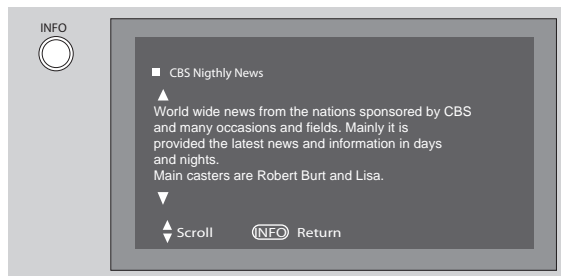 INFO
CBS Nigthly News
World wide news from the nations sponsored by CBS
and many occasions and fields. Mainly it is
provided the latest news and information in days
and nights.
Main casters are Robert Burt and Lisa.
Scroll INFO Return